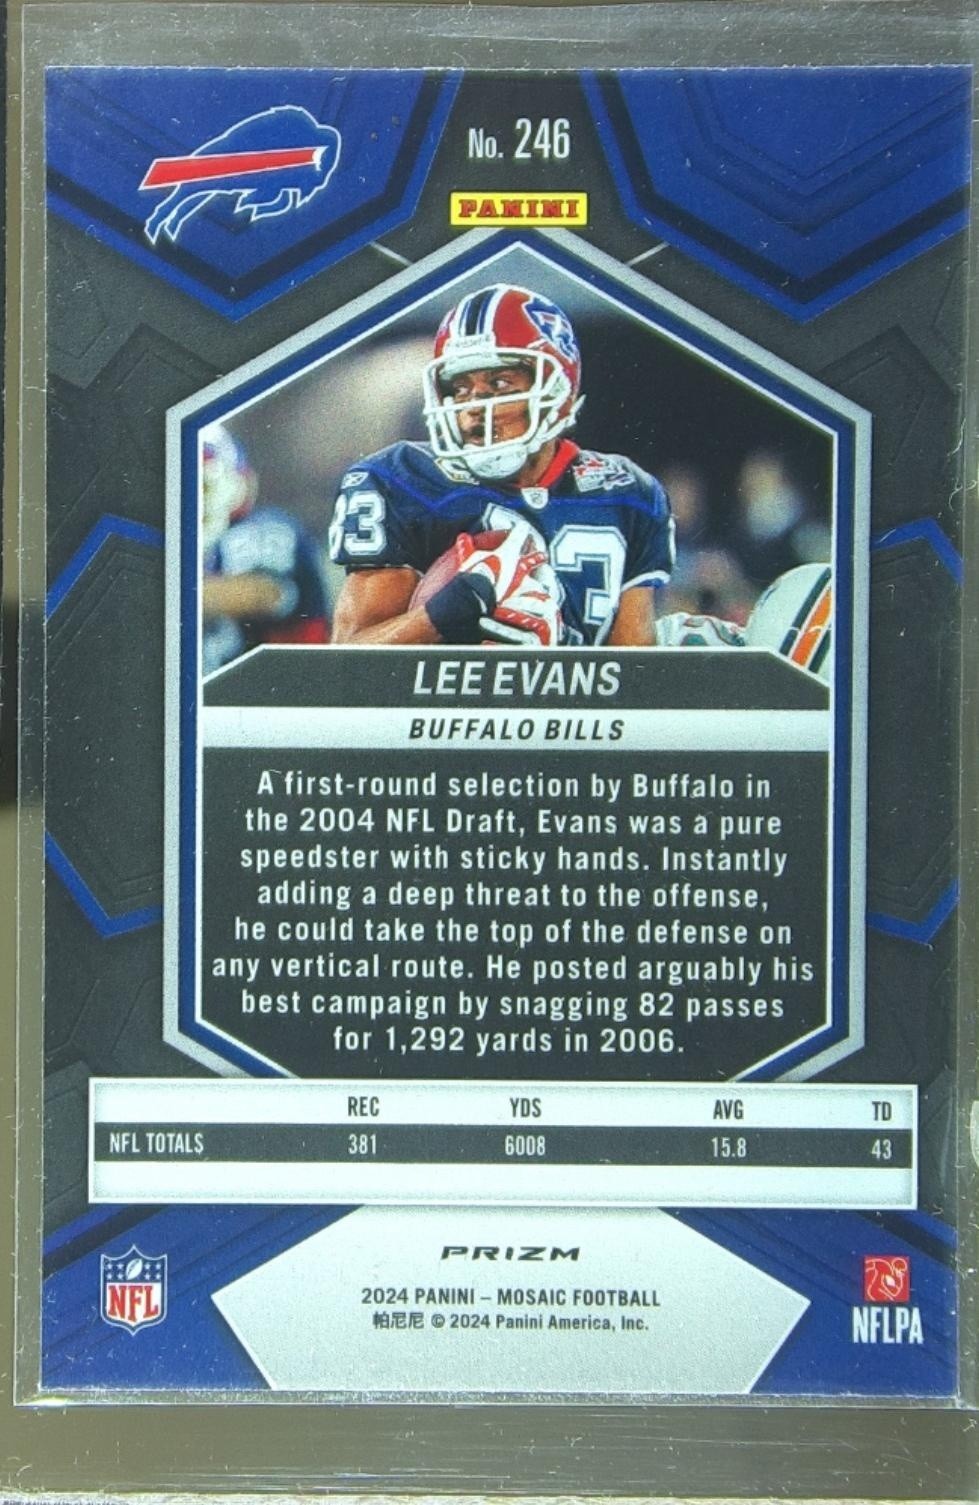 No. 246
PANINI
83
3
LEE EVANS
BUFFALO BILLS
A first-round selection by Buffalo in
the 2004 NFL Draft, Evans was a pure
speedster with sticky hands. Instantly
adding a deep threat to the offense,
he could take the top of the defense on
any vertical route. He posted arguably his
best campaign by snagging 82 passes
for 1,292 yards in 2006.
REC YDS AVG TD
NFL TOTALS 381 6008 15.8 43
PRIZM
2024 PANINI – MOSAIC FOOTBALL
帕尼尼 © 2024 Panini America, Inc.
NFL
NFLPA